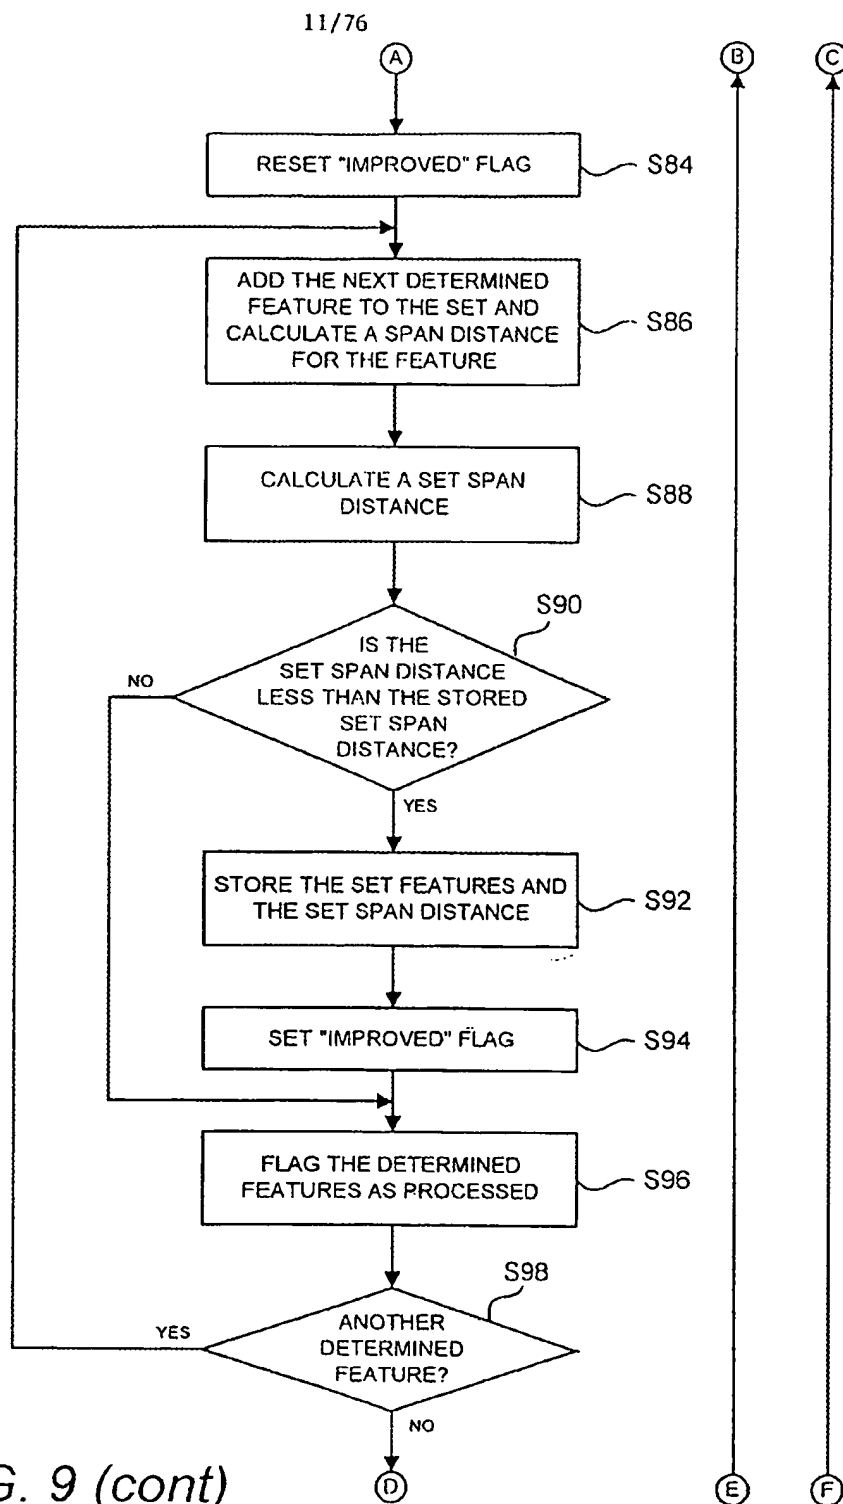 11/76
A
B
C
RESET "IMPROVED" FLAG
S84
ADD THE NEXT DETERMINED
FEATURE TO THE SET AND
CALCULATE A SPAN DISTANCE
FOR THE FEATURE
S86
CALCULATE A SET SPAN
DISTANCE
S88
S90
IS THE
SET SPAN DISTANCE
LESS THAN THE STORED
SET SPAN
DISTANCE?
NO
YES
STORE THE SET FEATURES AND
THE SET SPAN DISTANCE
S92
SET "IMPROVED" FLAG
S94
FLAG THE DETERMINED
FEATURES AS PROCESSED
S96
S98
ANOTHER
DETERMINED
FEATURE?
YES
NO
G. 9 (cont)
D
E
F